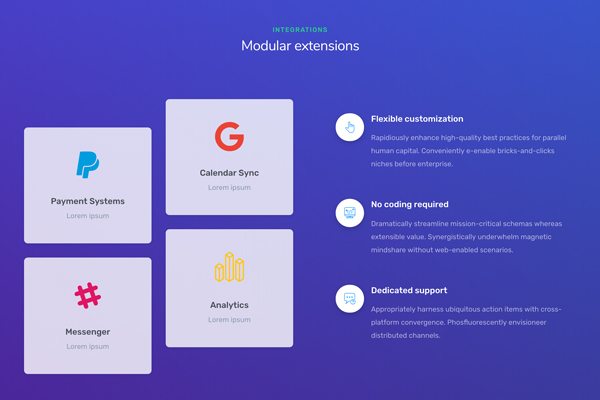 INTEGRATIONS
Modular extensions
Payment Systems
Lorem ipsum
Calendar Sync
Lorem ipsum
Messenger
Lorem ipsum
Analytics
Lorem ipsum
Flexible customization
Rapidiously enhance high-quality best practices for parallel
human capital. Conveniently e-enable bricks-and-clicks
niches before enterprise.
No coding required
Dramatically streamline mission-critical schemas whereas
extensible value. Synergistically underwhelm magnetic
mindshare without web-enabled scenarios.
Dedicated support
Appropriately harness ubiquitous action items with cross-
platform convergence. Phosfluorescently envisioneer
distributed channels.